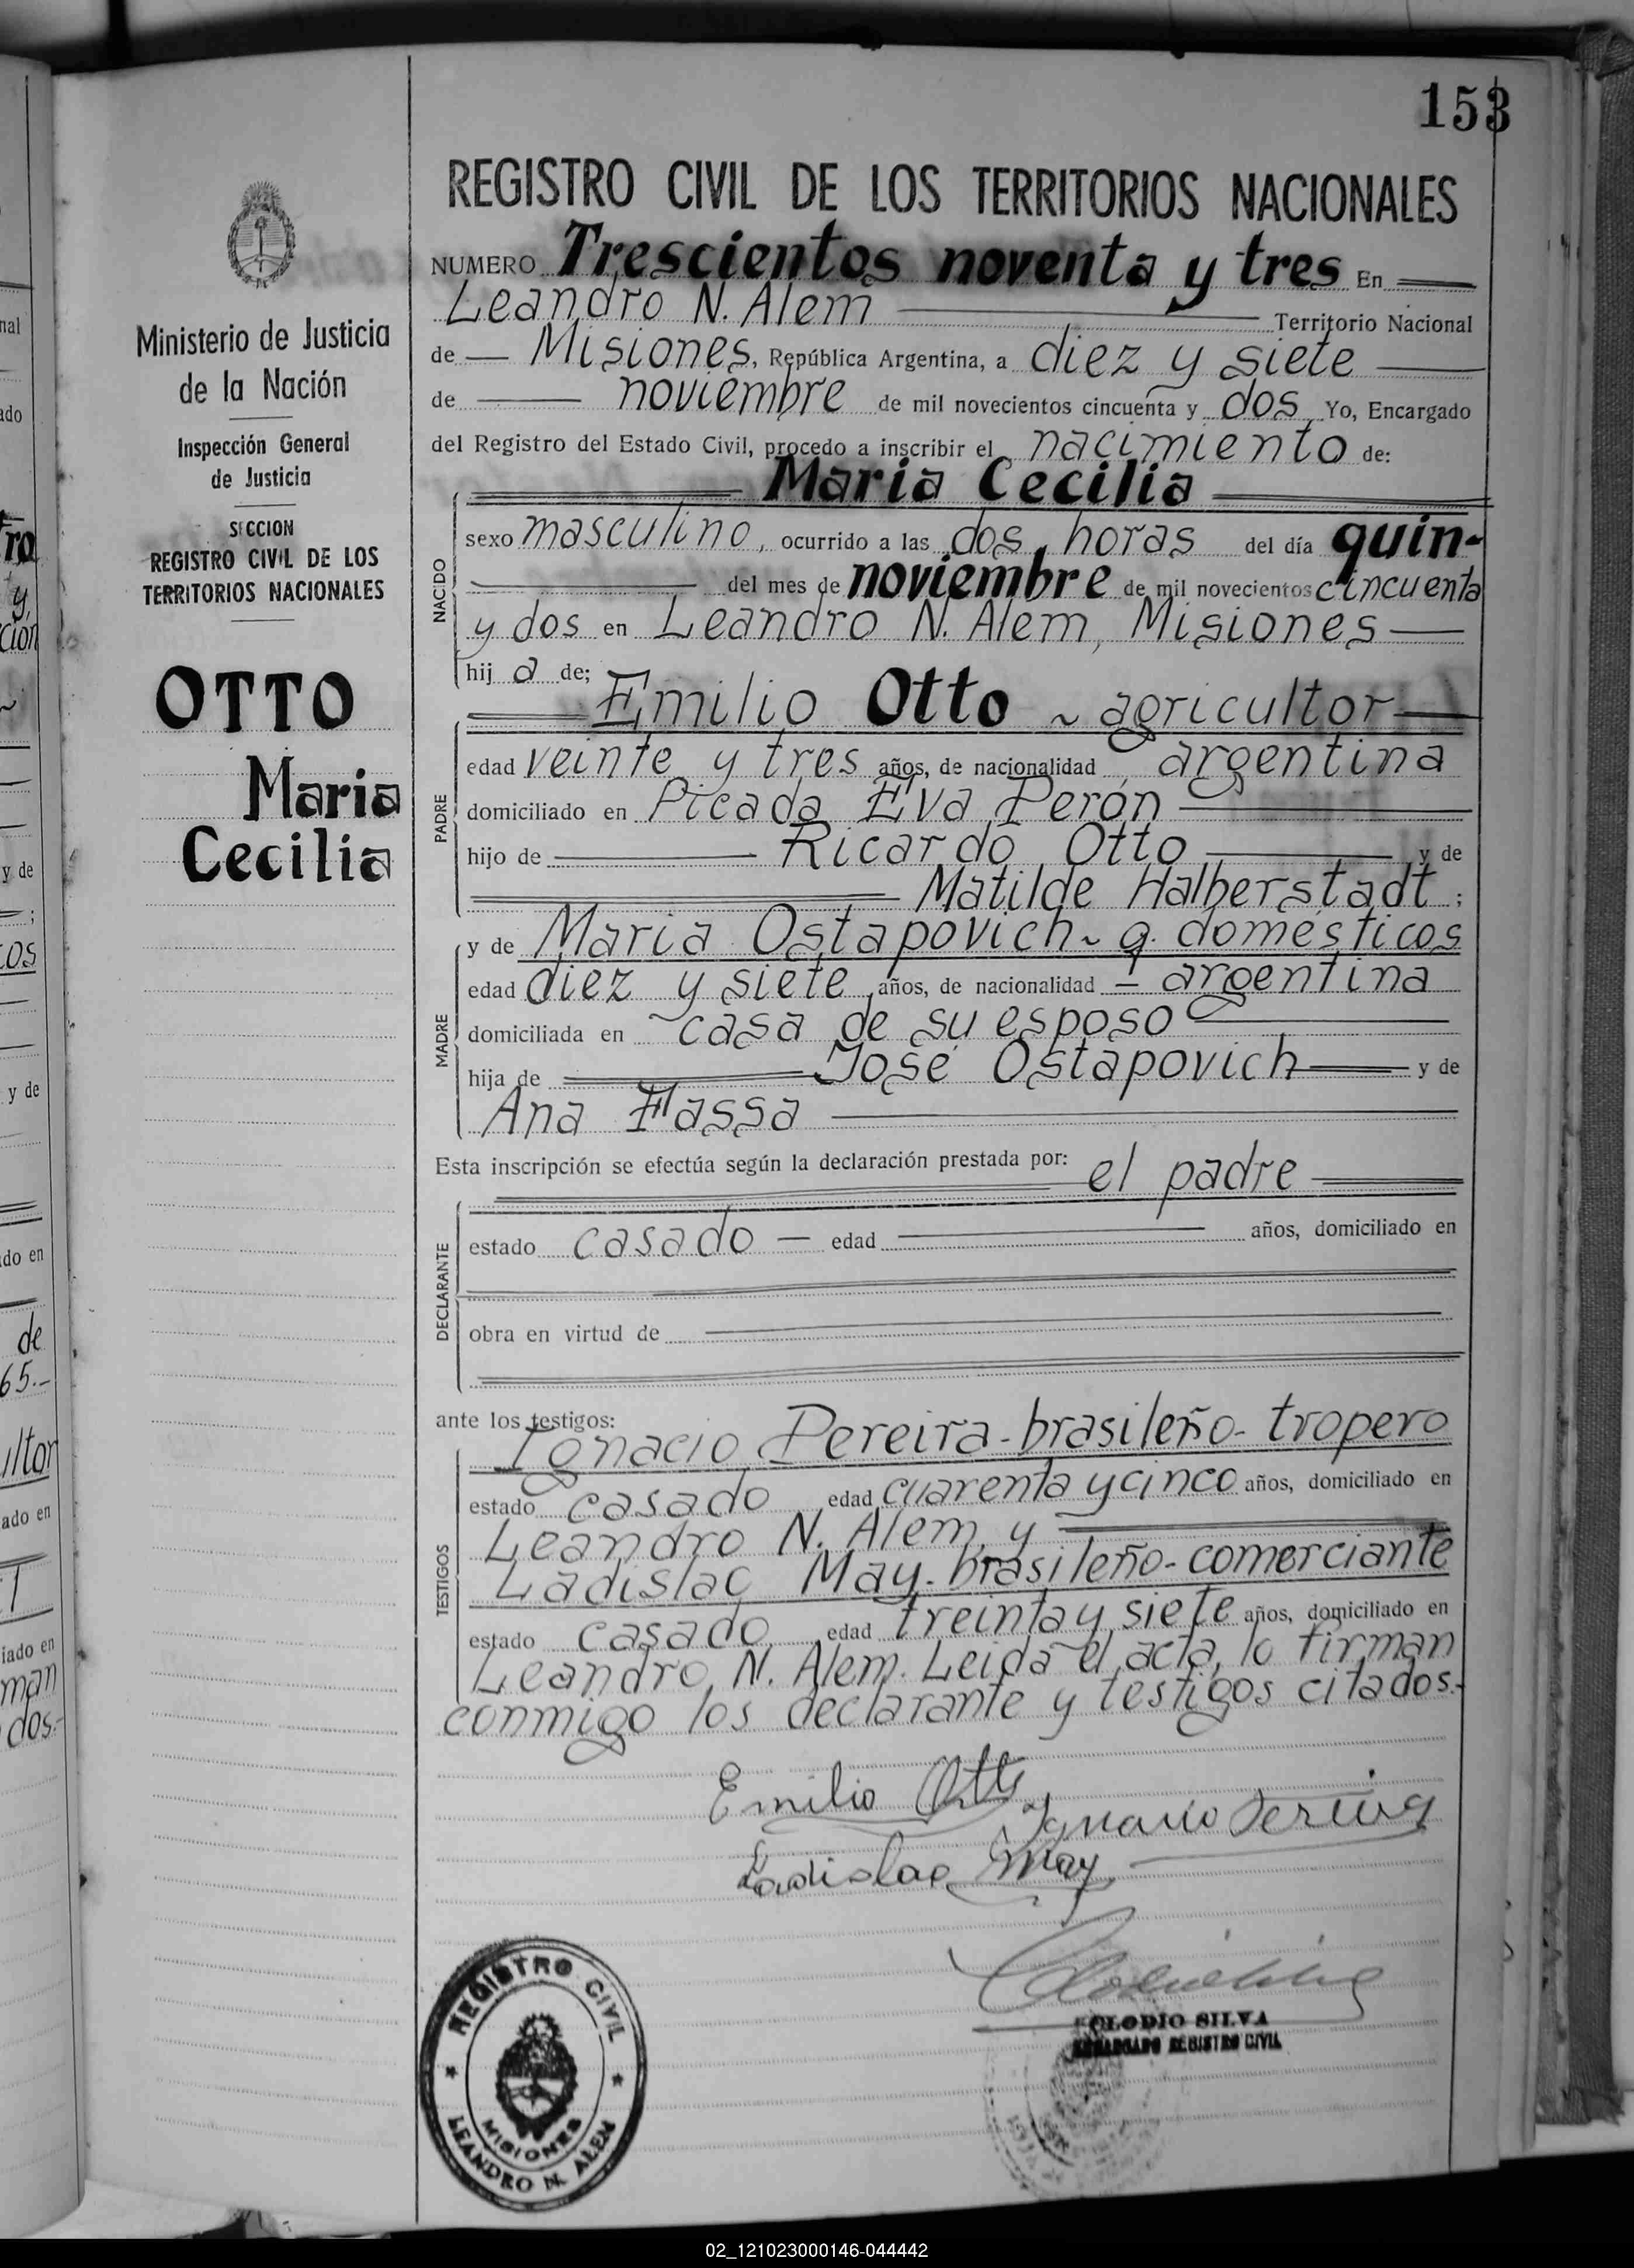 153
REGISTRO CIVIL DE LOS TERRITORIOS NACIONALES
NUMERO Trescientos noventa y tres En
Leandro N. Alem Territorio Nacional
de Misiones, República Argentina, a diez y siete
de noviembre de mil novecientos cincuenta y dos Yo, Encargado
del Registro del Estado Civil, procedo a inscribir el nacimiento de:
Maria Cecilia
NACIDO
sexo masculino, ocurrido a las dos horas del día quin-
del mes de noviembre de mil novecientos cincuenta
y dos en Leandro N. Alem, Misiones
hij a de;
Emilio Otto ~ agricultor
PADRE
edad veinte y tres años, de nacionalidad argentina
domiciliado en Picada Eva Perón
hijo de Ricardo Otto y de
Matilde Halberstadt ;
MADRE
y de Maria Ostapovich ~ q. domésticos
edad diez y siete años, de nacionalidad - argentina
domiciliada en casa de su esposo
hija de José Ostapovich y de
Ana Fassa
Esta inscripción se efectúa según la declaración prestada por: el padre
DECLARANTE
estado casado - edad años, domiciliado en
obra en virtud de
ante los testigos:
Ignacio Pereira - brasileño - tropero
TESTIGOS
estado casado edad cuarenta y cinco años, domiciliado en
Leandro N. Alem, y
Ladislao May - brasileño - comerciante
estado casado edad treinta y siete años, domiciliado en
Leandro N. Alem. Leida el acta, lo firman
conmigo los declarante y testigos citados.-
Emilio Otto
Ladislao May
CLODIO SILVA
ENCARGADO REGISTRO CIVIL
REGISTRO CIVIL
MISIONES
LEANDRO N. ALEM
Ministerio de Justicia
de la Nación
Inspección General
de Justicia
SECCION
REGISTRO CIVIL DE LOS
TERRITORIOS NACIONALES
OTTO
Maria
Cecilia
02_121023000146-044442